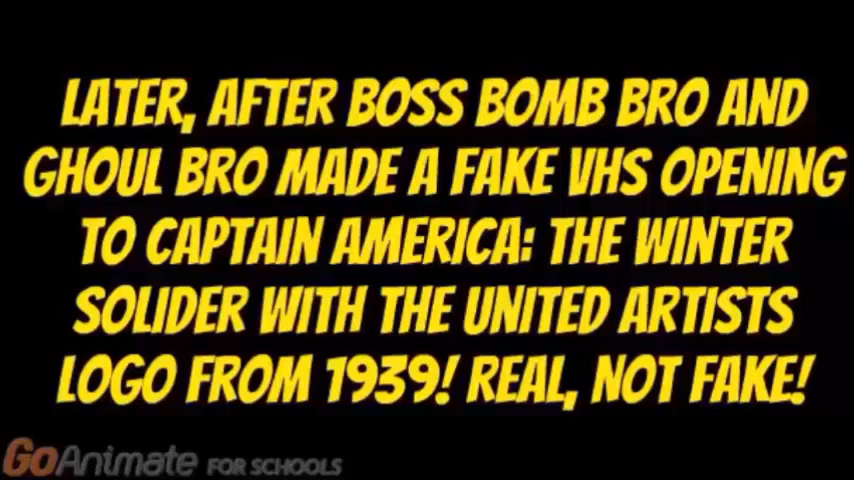 LATER, AFTER BOSS BOMB BRO AND
GHOUL BRO MADE A FAKE VHS OPENING
TO CAPTAIN AMERICA: THE WINTER
SOLIDER WITH THE UNITED ARTISTS
LOGO FROM 1939! REAL, NOT FAKE!
GoAnimate FOR SCHOOLS